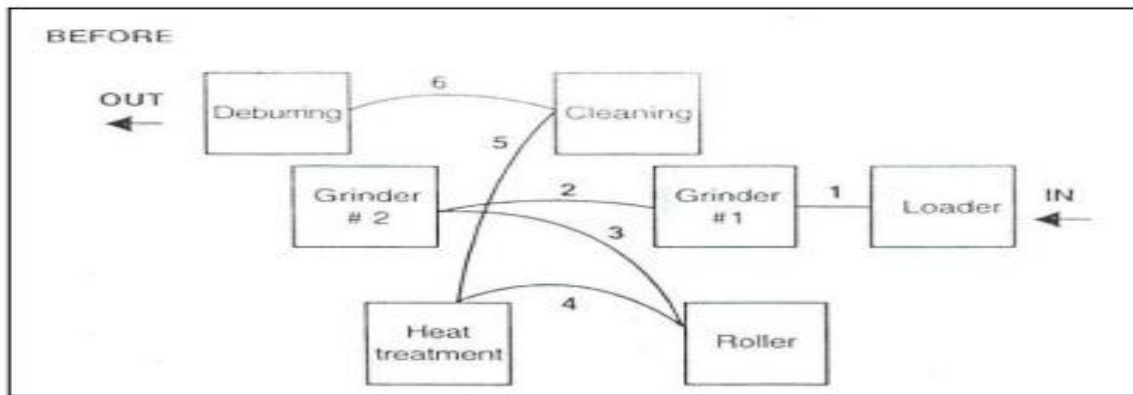 BEFORE
6
OUT
Deburring
Cleaning
5
Grinder
# 2
2
Grinder
#1
1
Loader
IN
3
4
Heat
treatment
Roller